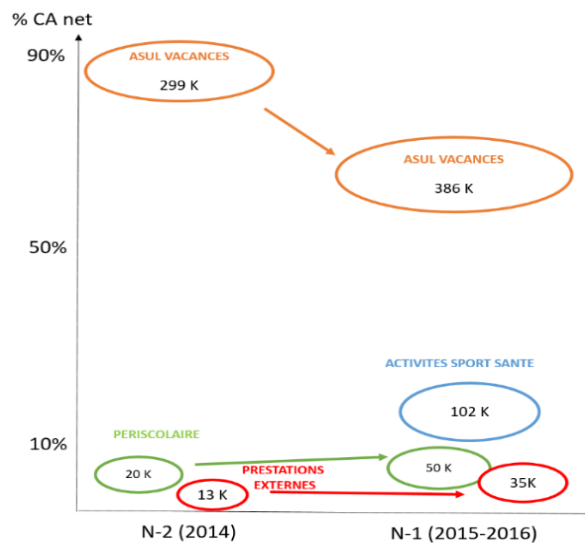 % CA net
90%
ASUL VACANCES
299 K
ASUL VACANCES
386 K
50%
ACTIVITES SPORT SANTE
102 K
10%
PERISCOLAIRE
20 K
PRESTATIONS
EXTERNES
13 K
50 K
35K
N-2 (2014)
N-1 (2015-2016)